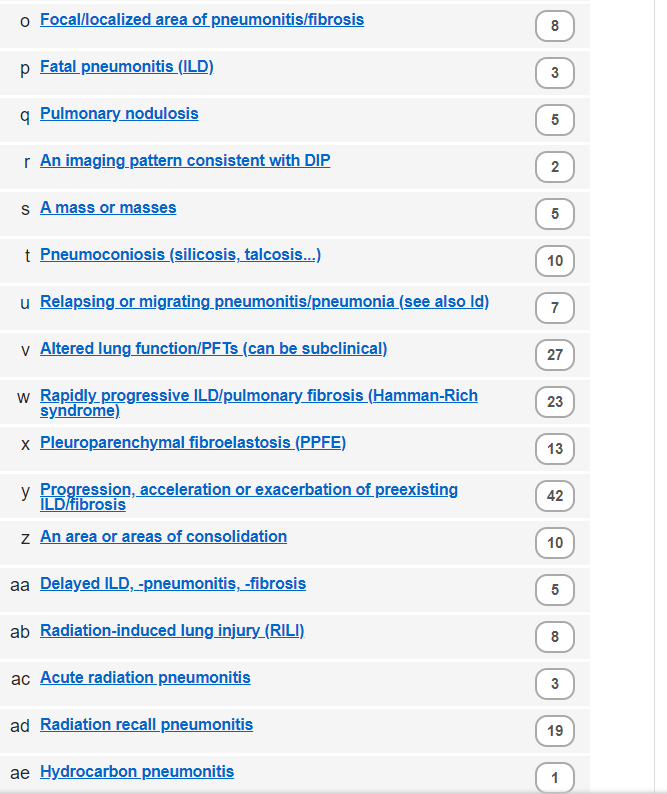 o Focal/localized area of pneumonitis/fibrosis 8
p Fatal pneumonitis (ILD) 3
q Pulmonary nodulosis 5
r An imaging pattern consistent with DIP 2
s A mass or masses 5
t Pneumoconiosis (silicosis, talcosis...) 10
u Relapsing or migrating pneumonitis/pneumonia (see also Id) 7
v Altered lung function/PFTs (can be subclinical) 27
w Rapidly progressive ILD/pulmonary fibrosis (Hamman-Rich 23
syndrome)
x Pleuroparenchymal fibroelastosis (PPFE) 13
y Progression, acceleration or exacerbation of preexisting 42
ILD/fibrosis
z An area or areas of consolidation 10
aa Delayed ILD, -pneumonitis, -fibrosis 5
ab Radiation-induced lung injury (RILI) 8
ac Acute radiation pneumonitis 3
ad Radiation recall pneumonitis 19
ae Hydrocarbon pneumonitis 1